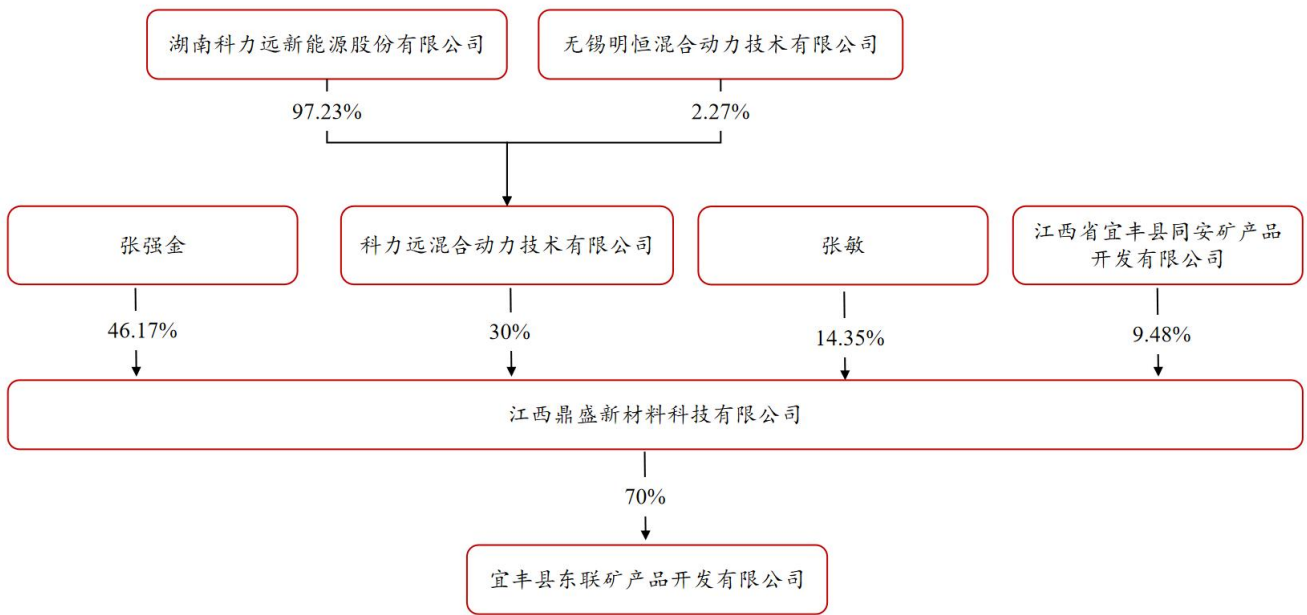 湖南科力远新能源股份有限公司
无锡明恒混合动力技术有限公司
97.23%
2.27%
张强金
科力远混合动力技术有限公司
张敏
江西省宜丰县同安矿产品
开发有限公司
46.17%
30%
14.35%
9.48%
江西鼎盛新材料科技有限公司
70%
宜丰县东联矿产品开发有限公司